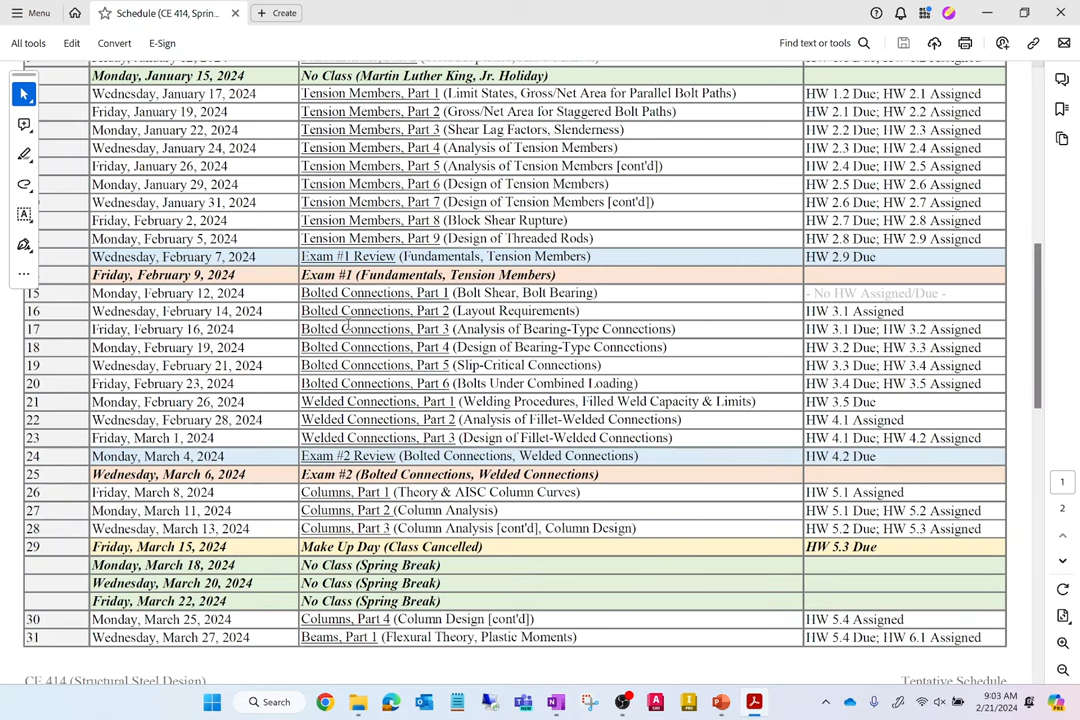 Menu
Schedule (CE 414, Sprin...
Create
All tools
Edit
Convert
E-Sign
Find text or tools
Monday, January 15, 2024 No Class (Martin Luther King, Jr. Holiday)
Wednesday, January 17, 2024 Tension Members, Part 1 (Limit States, Gross/Net Area for Parallel Bolt Paths) HW 1.2 Due; HW 2.1 Assigned
Friday, January 19, 2024 Tension Members, Part 2 (Gross/Net Area for Staggered Bolt Paths) HW 2.1 Due; HW 2.2 Assigned
Monday, January 22, 2024 Tension Members, Part 3 (Shear Lag Factors, Slenderness) HW 2.2 Due; HW 2.3 Assigned
Wednesday, January 24, 2024 Tension Members, Part 4 (Analysis of Tension Members) HW 2.3 Due; HW 2.4 Assigned
Friday, January 26, 2024 Tension Members, Part 5 (Analysis of Tension Members [cont'd]) HW 2.4 Due; HW 2.5 Assigned
Monday, January 29, 2024 Tension Members, Part 6 (Design of Tension Members) HW 2.5 Due; HW 2.6 Assigned
Wednesday, January 31, 2024 Tension Members, Part 7 (Design of Tension Members [cont'd]) HW 2.6 Due; HW 2.7 Assigned
Friday, February 2, 2024 Tension Members, Part 8 (Block Shear Rupture) HW 2.7 Due; HW 2.8 Assigned
Monday, February 5, 2024 Tension Members, Part 9 (Design of Threaded Rods) HW 2.8 Due; HW 2.9 Assigned
Wednesday, February 7, 2024 Exam #1 Review (Fundamentals, Tension Members) HW 2.9 Due
Friday, February 9, 2024 Exam #1 (Fundamentals, Tension Members)
15 Monday, February 12, 2024 Bolted Connections, Part 1 (Bolt Shear, Bolt Bearing) - No HW Assigned/Due -
16 Wednesday, February 14, 2024 Bolted Connections, Part 2 (Layout Requirements) HW 3.1 Assigned
17 Friday, February 16, 2024 Bolted Connections, Part 3 (Analysis of Bearing-Type Connections) HW 3.1 Due; HW 3.2 Assigned
18 Monday, February 19, 2024 Bolted Connections, Part 4 (Design of Bearing-Type Connections) HW 3.2 Due; HW 3.3 Assigned
19 Wednesday, February 21, 2024 Bolted Connections, Part 5 (Slip-Critical Connections) HW 3.3 Due; HW 3.4 Assigned
20 Friday, February 23, 2024 Bolted Connections, Part 6 (Bolts Under Combined Loading) HW 3.4 Due; HW 3.5 Assigned
21 Monday, February 26, 2024 Welded Connections, Part 1 (Welding Procedures, Filled Weld Capacity & Limits) HW 3.5 Due
22 Wednesday, February 28, 2024 Welded Connections, Part 2 (Analysis of Fillet-Welded Connections) HW 4.1 Assigned
23 Friday, March 1, 2024 Welded Connections, Part 3 (Design of Fillet-Welded Connections) HW 4.1 Due; HW 4.2 Assigned
24 Monday, March 4, 2024 Exam #2 Review (Bolted Connections, Welded Connections) HW 4.2 Due
25 Wednesday, March 6, 2024 Exam #2 (Bolted Connections, Welded Connections)
26 Friday, March 8, 2024 Columns, Part 1 (Theory & AISC Column Curves) HW 5.1 Assigned
27 Monday, March 11, 2024 Columns, Part 2 (Column Analysis) HW 5.1 Due; HW 5.2 Assigned
28 Wednesday, March 13, 2024 Columns, Part 3 (Column Analysis [cont'd], Column Design) HW 5.2 Due; HW 5.3 Assigned
29 Friday, March 15, 2024 Make Up Day (Class Cancelled) HW 5.3 Due
Monday, March 18, 2024 No Class (Spring Break)
Wednesday, March 20, 2024 No Class (Spring Break)
Friday, March 22, 2024 No Class (Spring Break)
30 Monday, March 25, 2024 Columns, Part 4 (Column Design [cont'd]) HW 5.4 Assigned
31 Wednesday, March 27, 2024 Beams, Part 1 (Flexural Theory, Plastic Moments) HW 5.4 Due; HW 6.1 Assigned
CE 414 (Structural Steel Design) Tentative Schedule
1
2
Search
9:03 AM
2/21/2024